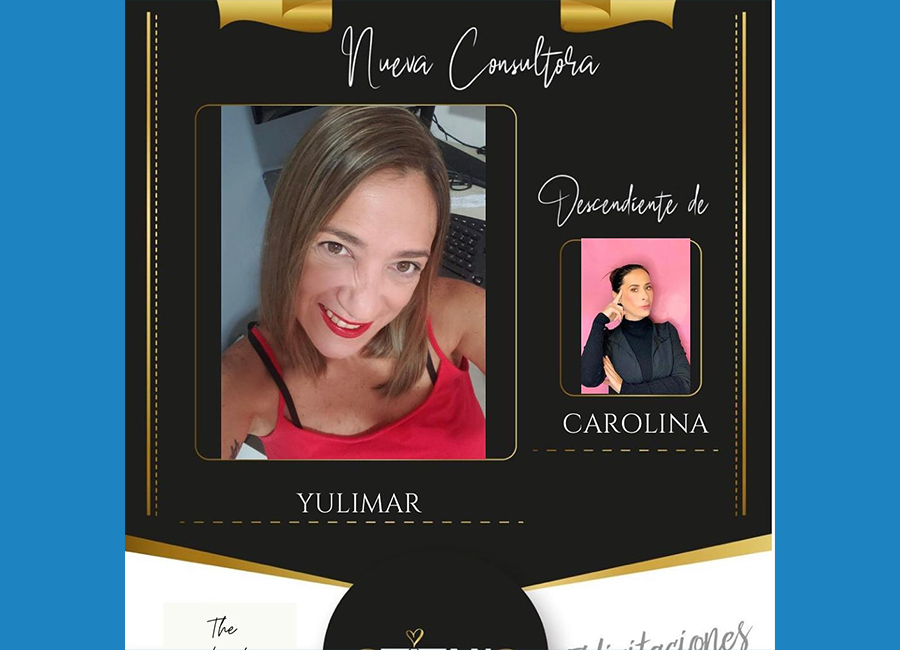 Nueva Consultora
Descendiente de
CAROLINA
YULIMAR
The